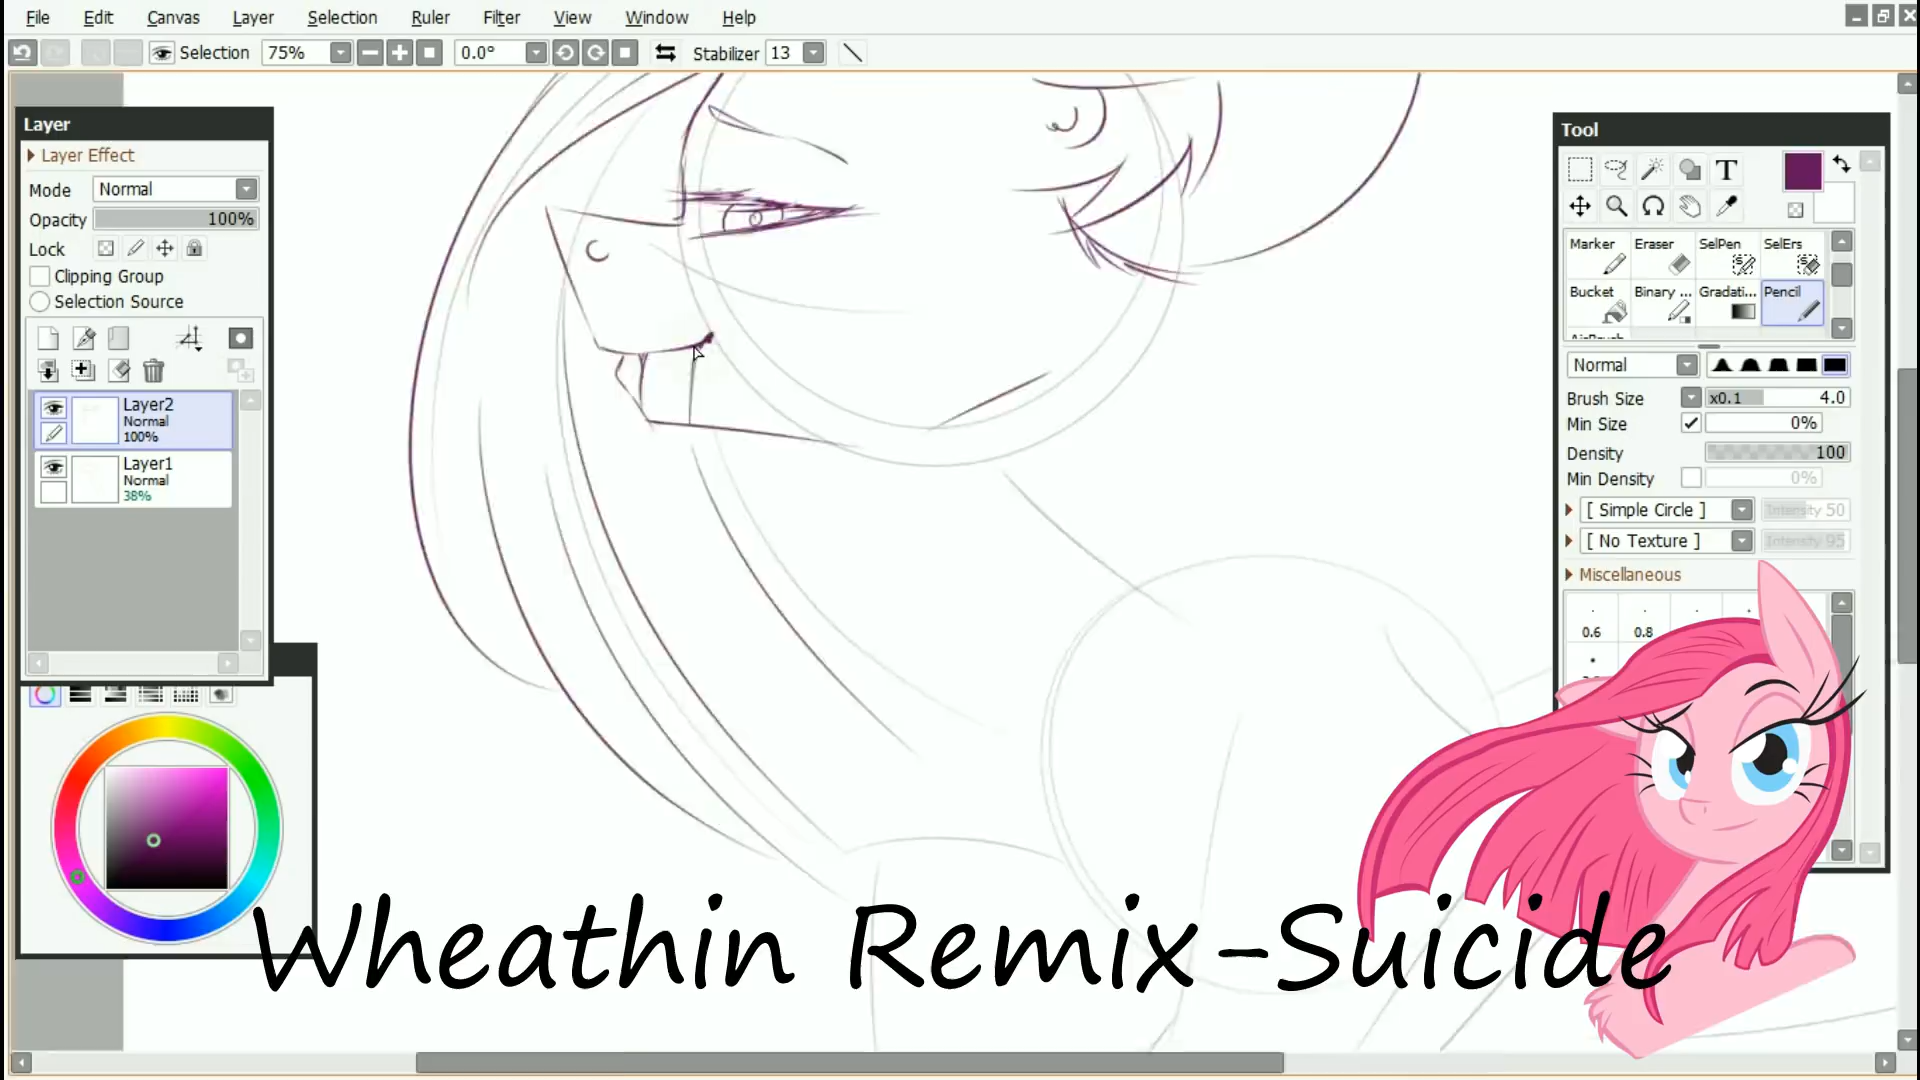 File Edit Canvas Layer Selection Ruler Filter View Window Help
Selection 75% 0.0° Stabilizer 13
Layer
Layer Effect
Mode Normal
Opacity 100%
Lock
Clipping Group
Selection Source
Layer2
Normal
100%
Layer1
Normal
38%
Tool
T
Marker Eraser SelPen SelErs
Bucket Binary ... Gradati... Pencil
AirBrush
Normal
Brush Size x0.1 4.0
Min Size 0%
Density 100
Min Density 0%
[ Simple Circle ] Intensity 50
[ No Texture ] Intensity 95
Miscellaneous
0.6 0.8
Wheathin Remix-Suicide